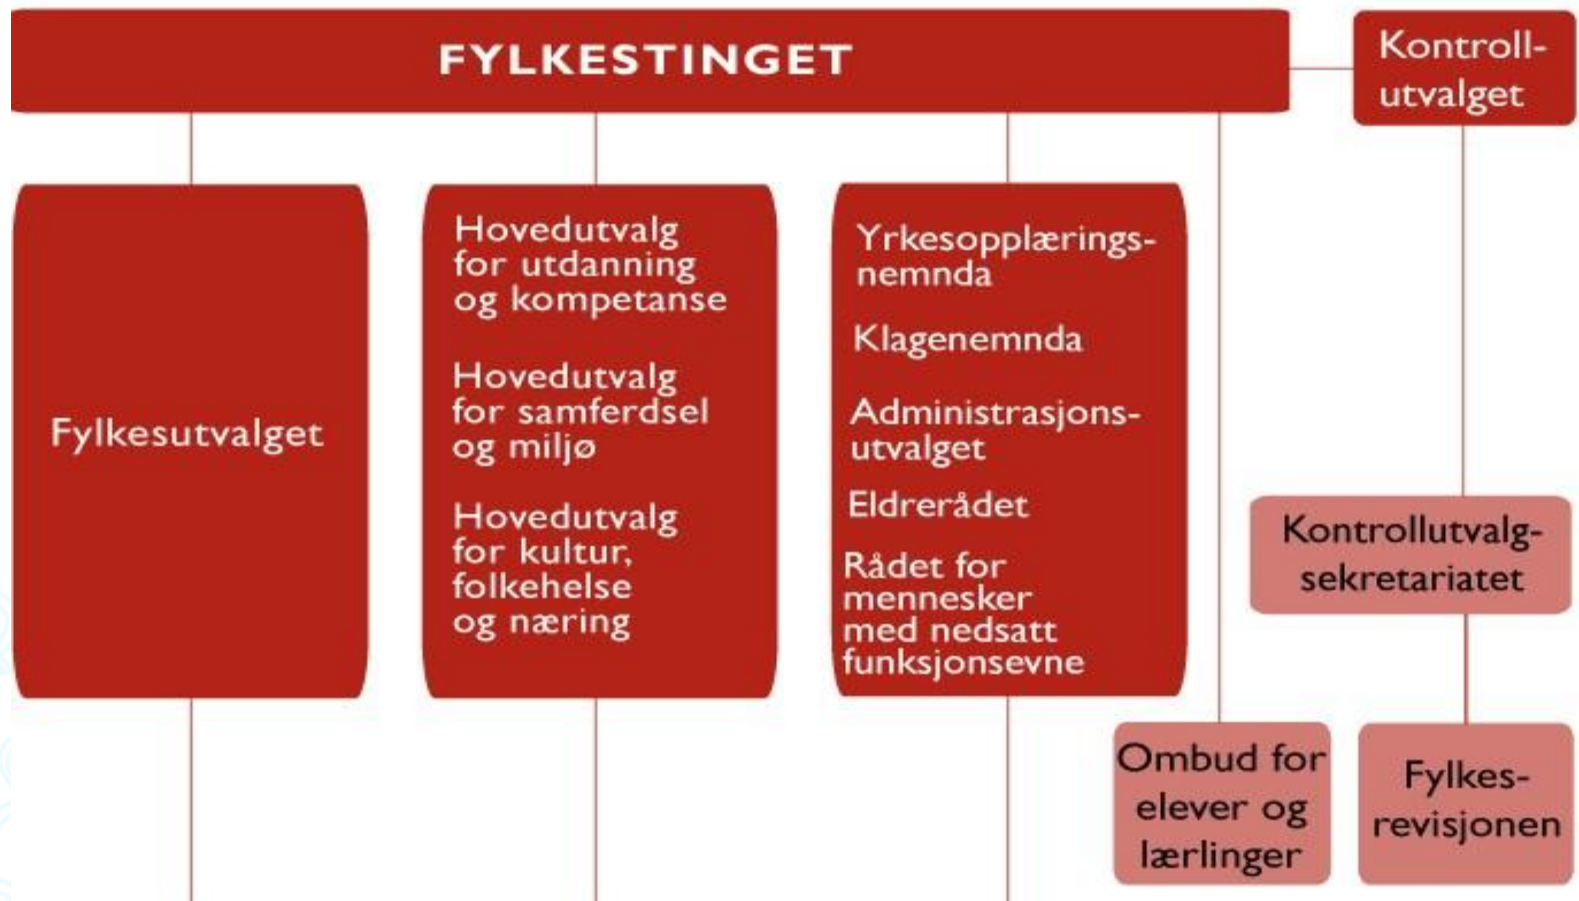 FYLKESTINGET
Kontroll-
utvalget
Fylkesutvalget
Hovedutvalg
for utdanning
og kompetanse
Hovedutvalg
for samferdsel
og miljø
Hovedutvalg
for kultur,
folkehelse
og næring
Yrkesopplærings-
nemnda
Klagenemnda
Administrasjons-
utvalget
Eldrerådet
Rådet for
mennesker
med nedsatt
funksjonsevne
Kontrollutvalg-
sekretariatet
Ombud for
elever og
lærlinger
Fylkes-
revisjonen